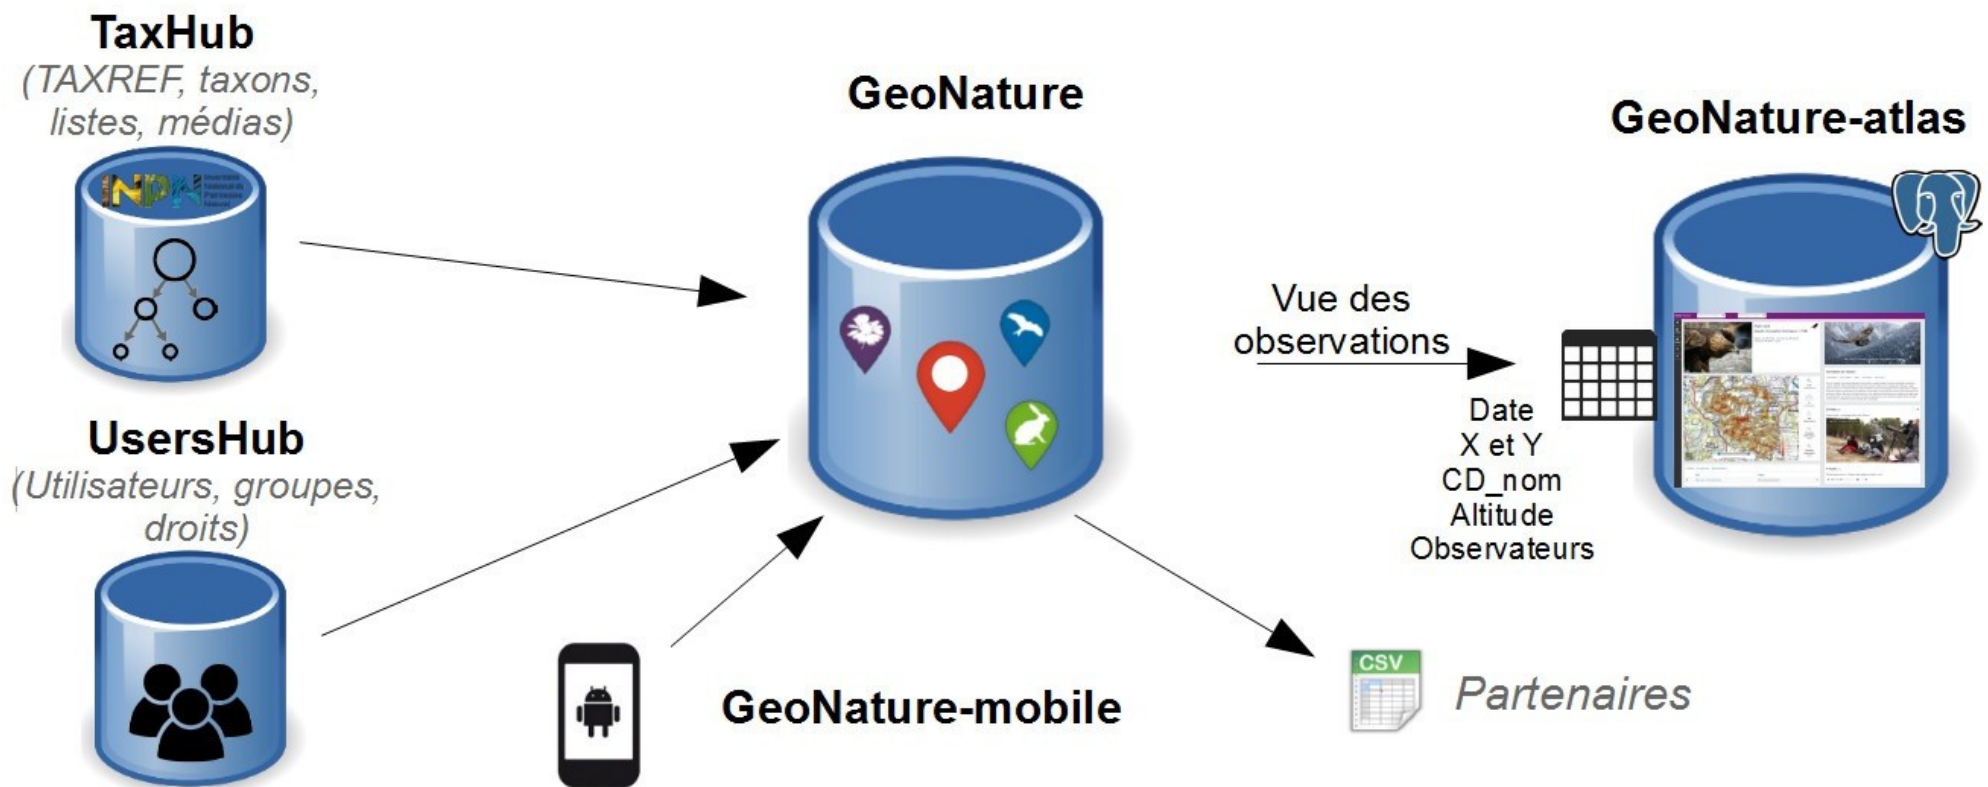 TaxHub
(TAXREF, taxons,
listes, médias)
INPN
GeoNature
GeoNature-atlas
Vue des
observations
Date
X et Y
CD_nom
Altitude
Observateurs
UsersHub
(Utilisateurs, groupes,
droits)
GeoNature-mobile
CSV
Partenaires